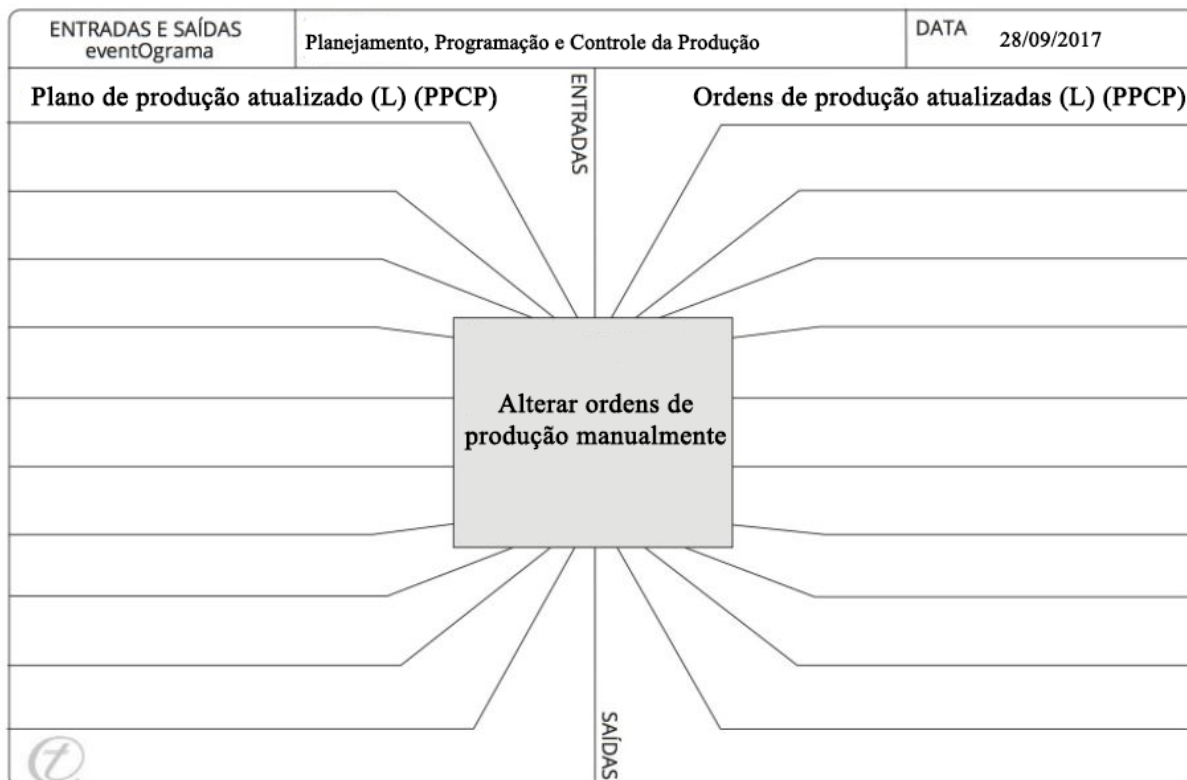 ENTRADAS E SAÍDAS
eventOgrama
Planejamento, Programação e Controle da Produção
DATA
28/09/2017
Plano de produção atualizado (L) (PPCP)
ENTRADAS
Ordens de produção atualizadas (L) (PPCP)
Alterar ordens de
produção manualmente
SAÍDAS